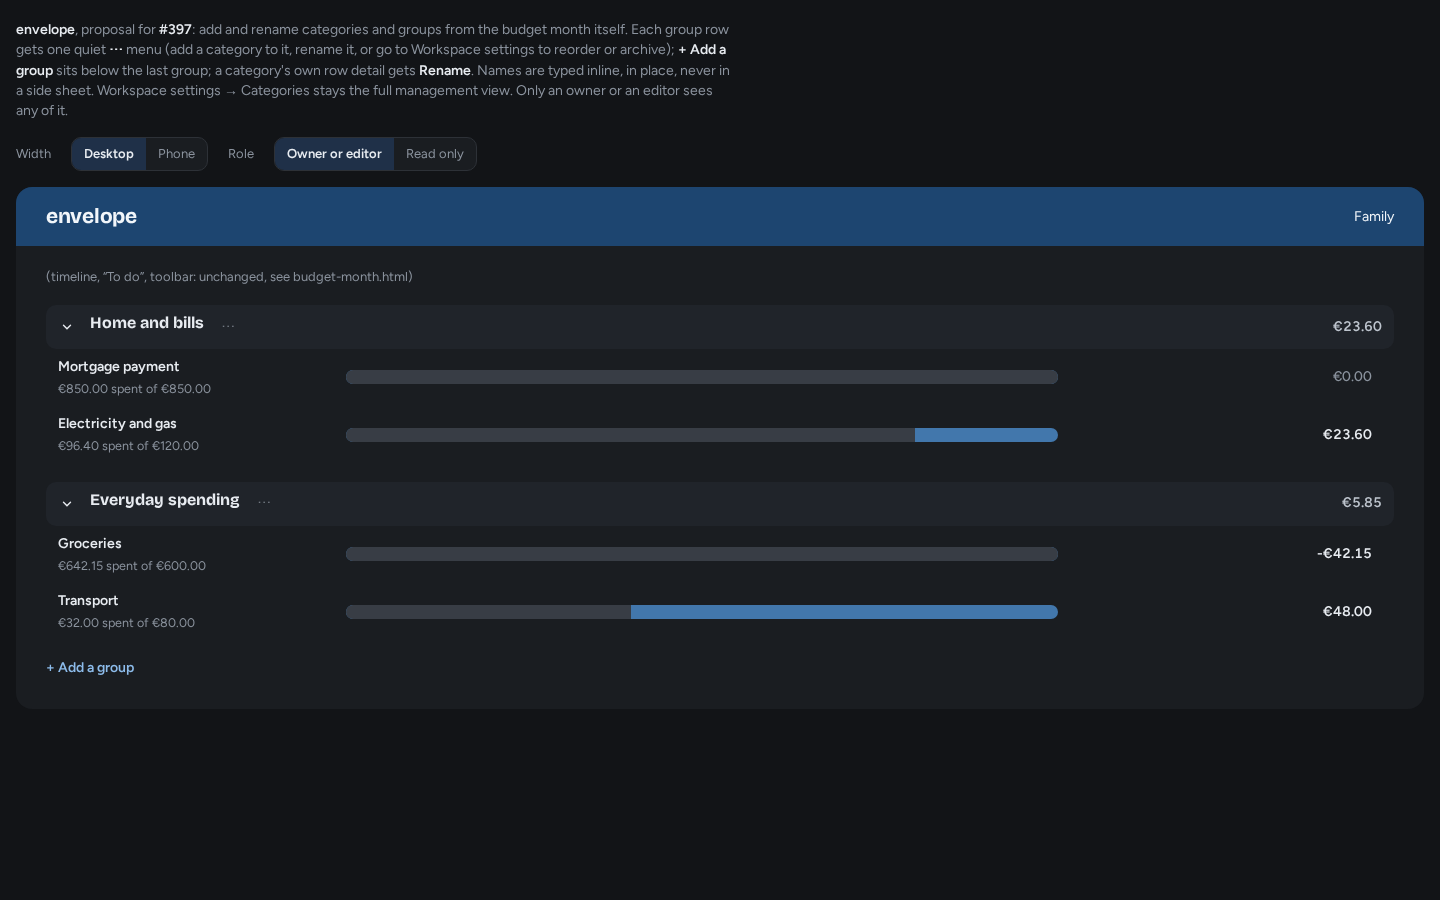 envelope, proposal for #397: add and rename categories and groups from the budget month itself. Each group row
gets one quiet ··· menu (add a category to it, rename it, or go to Workspace settings to reorder or archive); + Add a
group sits below the last group; a category's own row detail gets Rename. Names are typed inline, in place, never in
a side sheet. Workspace settings → Categories stays the full management view. Only an owner or an editor sees
any of it.
Width Desktop Phone Role Owner or editor Read only
envelope Family
(timeline, “To do”, toolbar: unchanged, see budget-month.html)
Home and bills ··· €23.60
Mortgage payment
€850.00 spent of €850.00 €0.00
Electricity and gas
€96.40 spent of €120.00 €23.60
Everyday spending ··· €5.85
Groceries
€642.15 spent of €600.00 -€42.15
Transport
€32.00 spent of €80.00 €48.00
+ Add a group